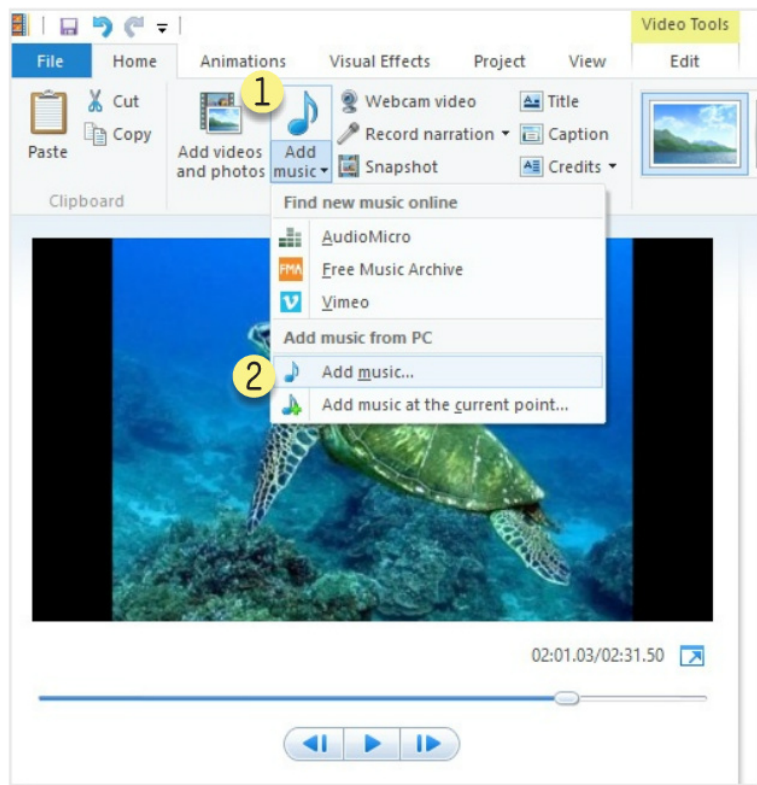 Video Tools
File Home Animations Visual Effects Project View Edit
1
Cut
Copy
Paste
Clipboard
Add videos
and photos
Add
music
Webcam video
Record narration
Snapshot
Title
Caption
Credits
Find new music online
AudioMicro
FMA Free Music Archive
Vimeo
Add music from PC
2 Add music...
Add music at the current point...
02:01.03/02:31.50